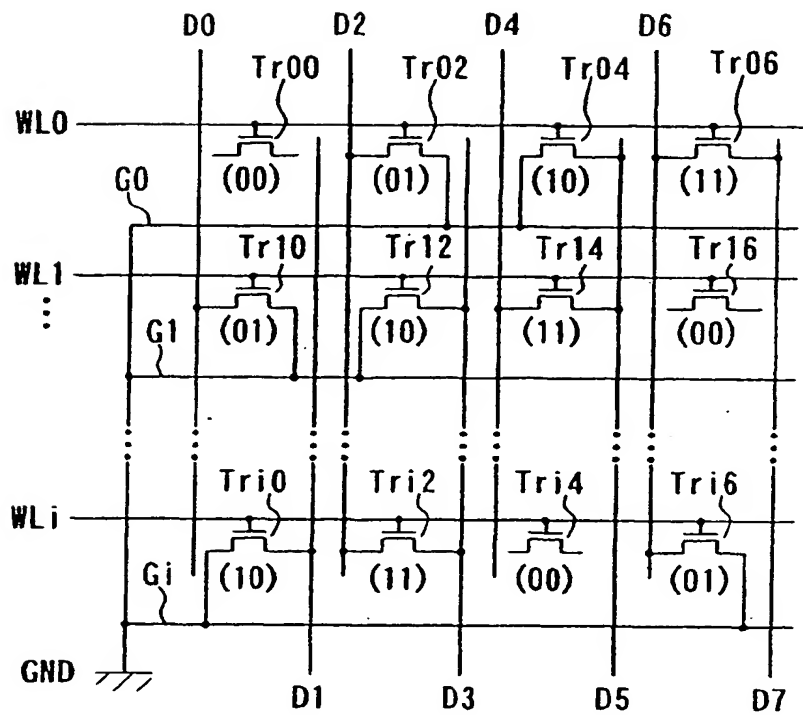 D0 D2 D4 D6
Tr00 Tr02 Tr04 Tr06
WL0
(00) (01) (10) (11)
G0
Tr10 Tr12 Tr14 Tr16
WL1
(01) (10) (11) (00)
G1
Tri0 Tri2 Tri4 Tri6
WLi
(10) (11) (00) (01)
Gi
GND
D1 D3 D5 D7